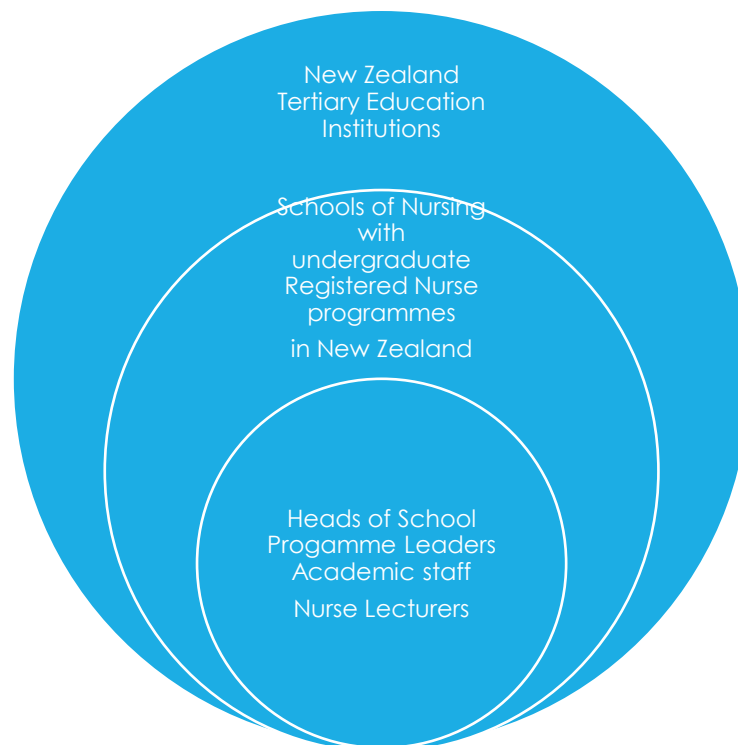 New Zealand
Tertiary Education
Institutions
Schools of Nursing
with
undergraduate
Registered Nurse
programmes
in New Zealand
Heads of School
Progamme Leaders
Academic staff
Nurse Lecturers